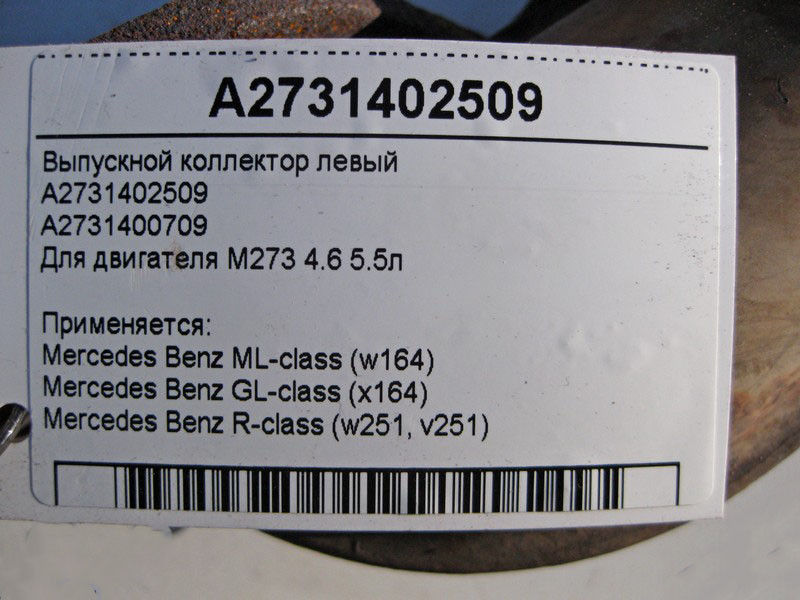 A2731402509
Выпускной коллектор левый
A2731402509
A2731400709
Для двигателя М273 4.6 5.5л
Применяется:
Mercedes Benz ML-class (w164)
Mercedes Benz GL-class (x164)
Mercedes Benz R-class (w251, v251)